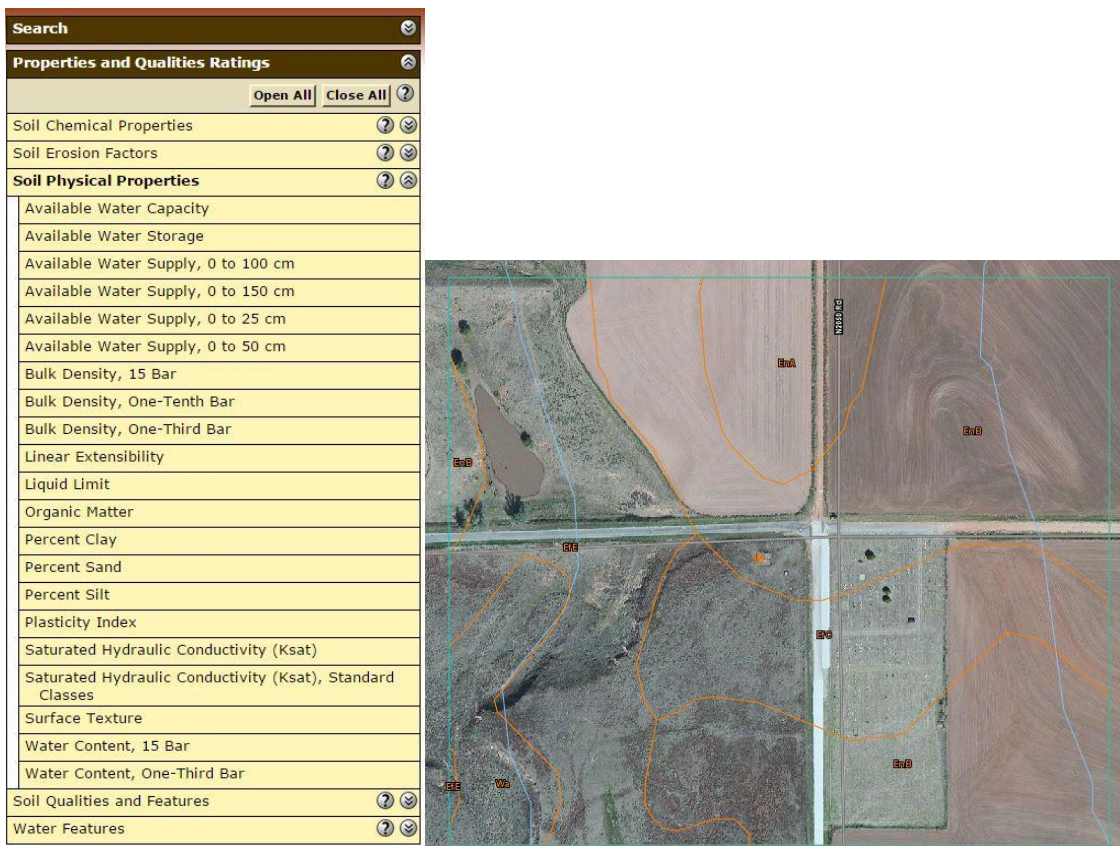 Search
Properties and Qualities Ratings
Open All Close All ?
Soil Chemical Properties ?
Soil Erosion Factors ?
Soil Physical Properties ?
Available Water Capacity
Available Water Storage
Available Water Supply, 0 to 100 cm
Available Water Supply, 0 to 150 cm
Available Water Supply, 0 to 25 cm
Available Water Supply, 0 to 50 cm
Bulk Density, 15 Bar
Bulk Density, One-Tenth Bar
Bulk Density, One-Third Bar
Linear Extensibility
Liquid Limit
Organic Matter
Percent Clay
Percent Sand
Percent Silt
Plasticity Index
Saturated Hydraulic Conductivity (Ksat)
Saturated Hydraulic Conductivity (Ksat), Standard
Classes
Surface Texture
Water Content, 15 Bar
Water Content, One-Third Bar
Soil Qualities and Features ?
Water Features ?
N2050 Rd
EnA
EnB
EnB
EfE
EfC
EnB
EfE
Wa